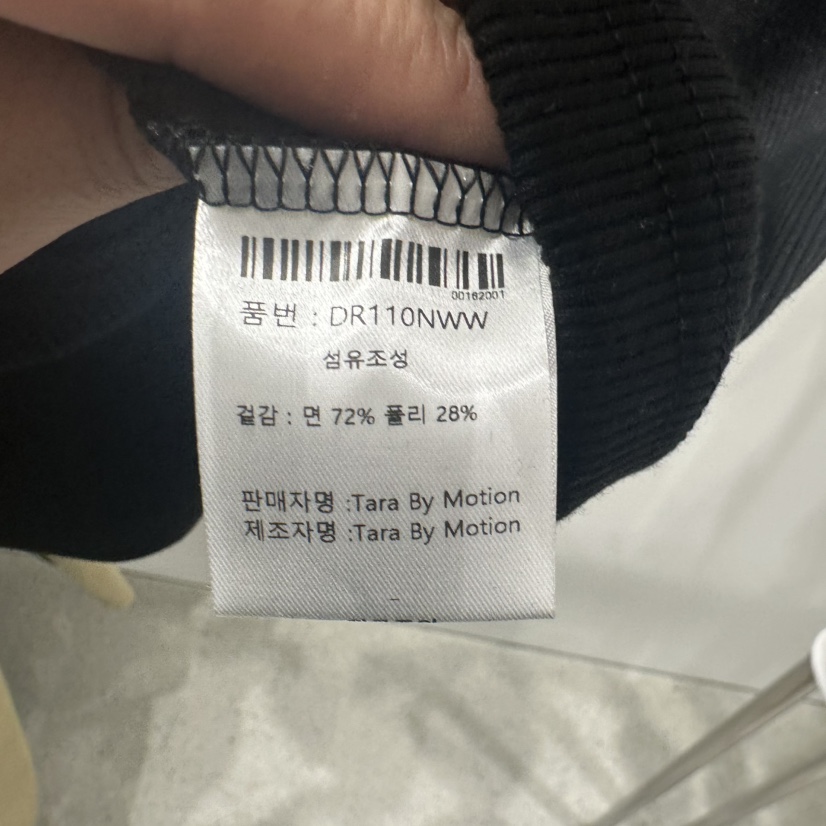 00162001
품번 : DR110NWW
섬유조성
겉감 : 면 72% 폴리 28%
판매자명 :Tara By Motion
제조자명 :Tara By Motion